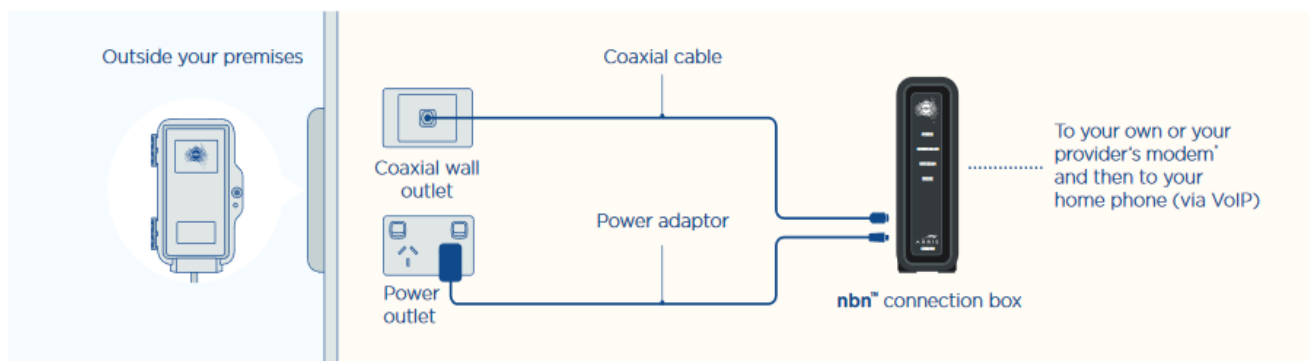 Outside your premises
Coaxial cable
Coaxial wall
outlet
To your own or your
provider's modem*
and then to your
home phone (via VoIP)
Power adaptor
Power
outlet
ARRIS
nbn™ connection box